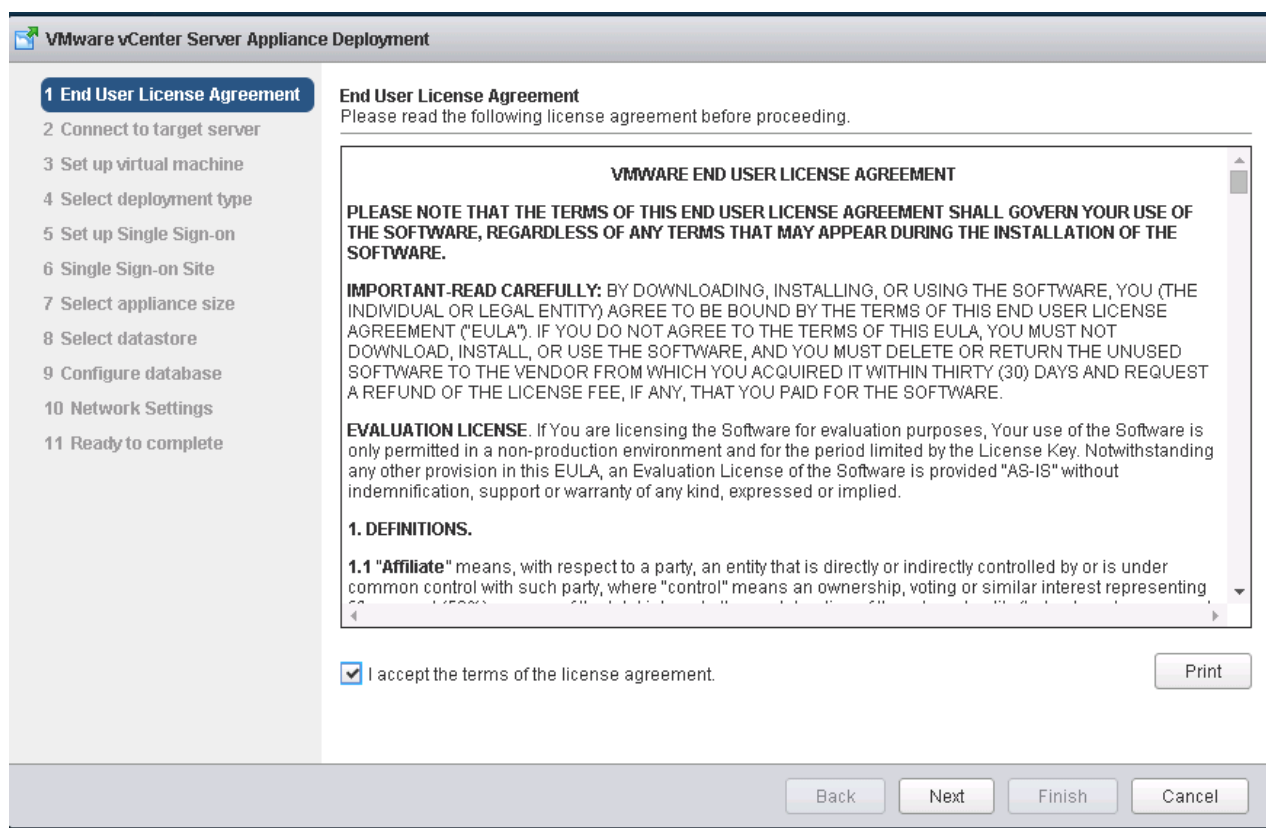 VMware vCenter Server Appliance Deployment
1 End User License Agreement
2 Connect to target server
3 Set up virtual machine
4 Select deployment type
5 Set up Single Sign-on
6 Single Sign-on Site
7 Select appliance size
8 Select datastore
9 Configure database
10 Network Settings
11 Ready to complete
End User License Agreement
Please read the following license agreement before proceeding.
VMWARE END USER LICENSE AGREEMENT
PLEASE NOTE THAT THE TERMS OF THIS END USER LICENSE AGREEMENT SHALL GOVERN YOUR USE OF
THE SOFTWARE, REGARDLESS OF ANY TERMS THAT MAY APPEAR DURING THE INSTALLATION OF THE
SOFTWARE.
IMPORTANT-READ CAREFULLY: BY DOWNLOADING, INSTALLING, OR USING THE SOFTWARE, YOU (THE
INDIVIDUAL OR LEGAL ENTITY) AGREE TO BE BOUND BY THE TERMS OF THIS END USER LICENSE
AGREEMENT ("EULA"). IF YOU DO NOT AGREE TO THE TERMS OF THIS EULA, YOU MUST NOT
DOWNLOAD, INSTALL, OR USE THE SOFTWARE, AND YOU MUST DELETE OR RETURN THE UNUSED
SOFTWARE TO THE VENDOR FROM WHICH YOU ACQUIRED IT WITHIN THIRTY (30) DAYS AND REQUEST
A REFUND OF THE LICENSE FEE, IF ANY, THAT YOU PAID FOR THE SOFTWARE.
EVALUATION LICENSE. If You are licensing the Software for evaluation purposes, Your use of the Software is
only permitted in a non-production environment and for the period limited by the License Key. Notwithstanding
any other provision in this EULA, an Evaluation License of the Software is provided "AS-IS" without
indemnification, support or warranty of any kind, expressed or implied.
1. DEFINITIONS.
1.1 "Affiliate" means, with respect to a party, an entity that is directly or indirectly controlled by or is under
common control with such party, where "control" means an ownership, voting or similar interest representing
I accept the terms of the license agreement.
Print
Back
Next
Finish
Cancel